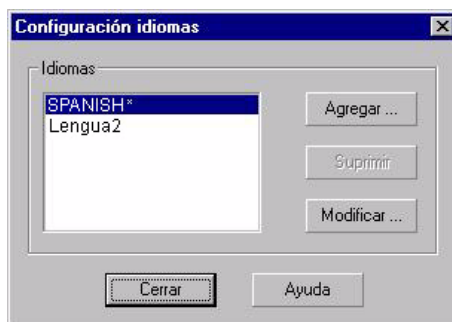 Configuración idiomas
Idiomas
SPANISH*
Lengua2
Agregar ...
Suprimir
Modificar ...
Cerrar
Ayuda